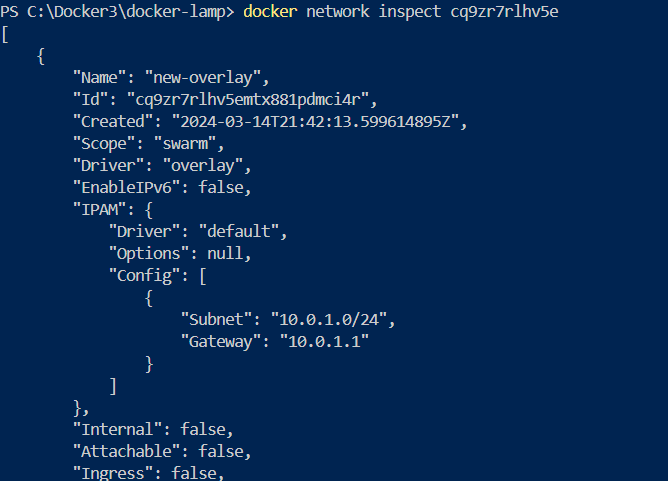 PS C:\Docker3\docker-lamp> docker network inspect cq9zr7rlhv5e
[
    {
        "Name": "new-overlay",
        "Id": "cq9zr7rlhv5emtx881pdmci4r",
        "Created": "2024-03-14T21:42:13.599614895Z",
        "Scope": "swarm",
        "Driver": "overlay",
        "EnableIPv6": false,
        "IPAM": {
            "Driver": "default",
            "Options": null,
            "Config": [
                {
                    "Subnet": "10.0.1.0/24",
                    "Gateway": "10.0.1.1"
                }
            ]
        },
        "Internal": false,
        "Attachable": false,
        "Ingress": false,